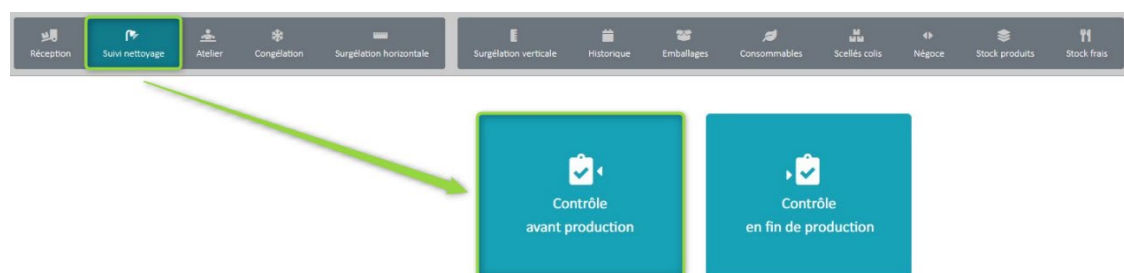 Réception
Suivi nettoyage
Atelier
Congélation
Surgélation horizontale
Surgélation verticale
Historique
Emballages
Consommables
Scellés colis
Négoce
Stock produits
Stock frais
Contrôle
avant production
Contrôle
en fin de production